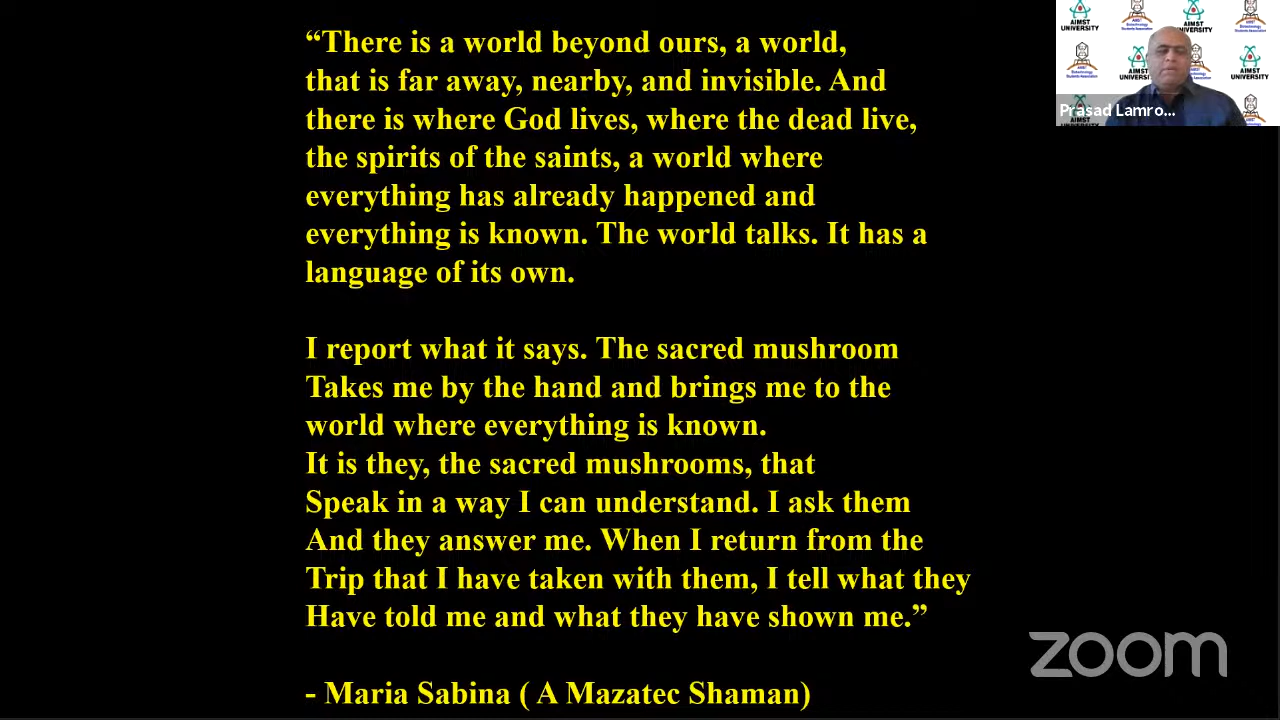 “There is a world beyond ours, a world,
that is far away, nearby, and invisible. And
there is where God lives, where the dead live,
the spirits of the saints, a world where
everything has already happened and
everything is known. The world talks. It has a
language of its own.
I report what it says. The sacred mushroom
Takes me by the hand and brings me to the
world where everything is known.
It is they, the sacred mushrooms, that
Speak in a way I can understand. I ask them
And they answer me. When I return from the
Trip that I have taken with them, I tell what they
Have told me and what they have shown me.”
- Maria Sabina ( A Mazatec Shaman)
AIMST
UNIVERSITY
AIMST
UNIVERSITY
AIMST
UNIVERSITY
Prasad Lamro...
zoom